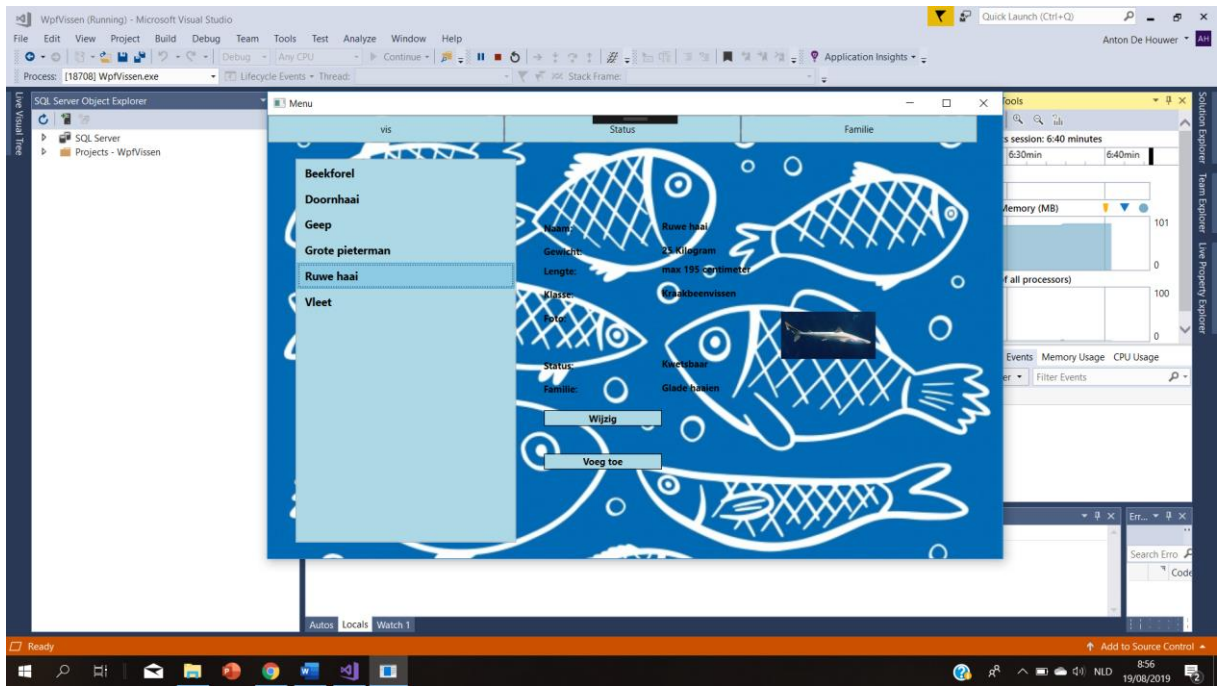 WpfVissen (Running) - Microsoft Visual Studio
Quick Launch (Ctrl+Q)
File Edit View Project Build Debug Team Tools Test Analyze Window Help
Anton De Houwer AH
Debug Any CPU Continue Application Insights
Process: [18708] WpfVissen.exe Lifecycle Events Thread: Stack Frame:
Live Visual Tree
SQL Server Object Explorer
SQL Server
Projects - WpfVissen
Menu
vis Status Familie
Beekforel
Doornhaai
Geep
Grote pieterman
Ruwe haai
Vleet
Naam: Ruwe haai
Gewicht: 25 Kilogram
Lengte: max 195 centimeter
Klasse: Kraakbeenvissen
Foto:
Status: Kwetsbaar
Familie: Glade haaien
Wijzig
Voeg toe
Tools
s session: 6:40 minutes
6:30min 6:40min
Memory (MB)
101
0
of all processors)
100
0
Events Memory Usage CPU Usage
Filter Events
Solution Explorer
Team Explorer
Live Property Explorer
Err...
Search Erro
Code
Autos Locals Watch 1
Ready
Add to Source Control
NLD
8:56
19/08/2019
2